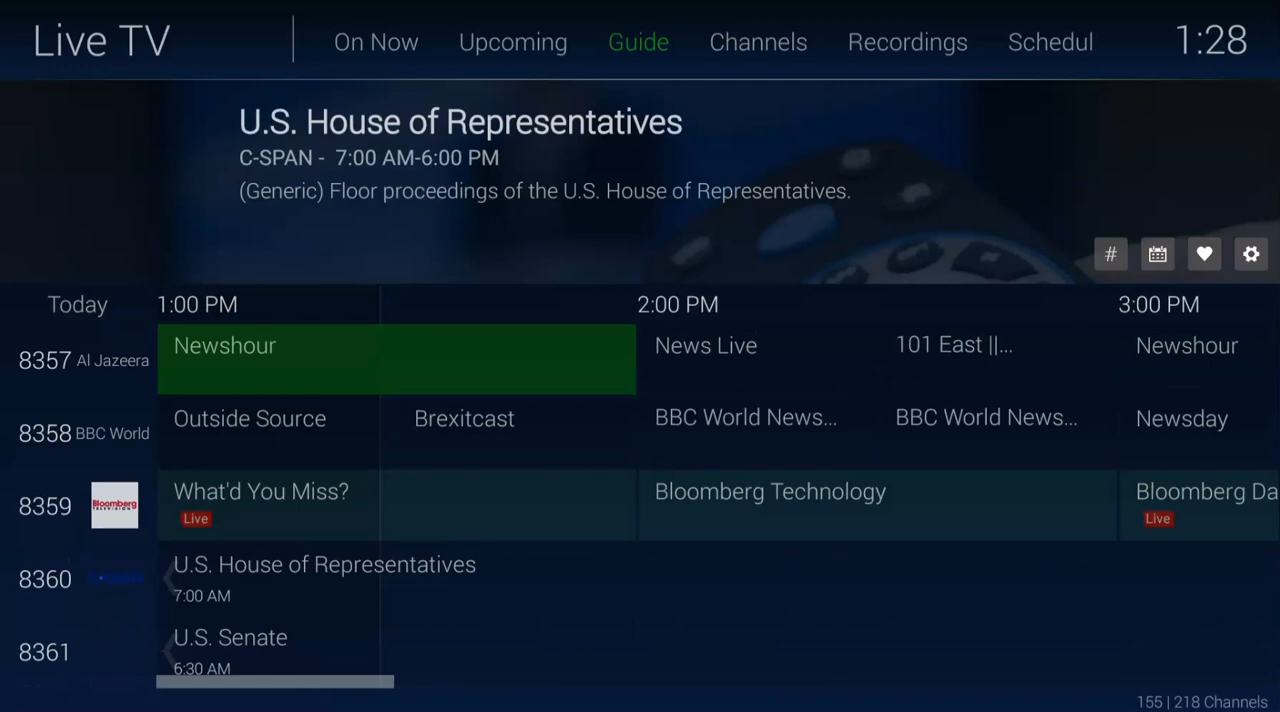 Live TV
On Now
Upcoming
Guide
Channels
Recordings
Schedul
1:28
U.S. House of Representatives
C-SPAN - 7:00 AM-6:00 PM
(Generic) Floor proceedings of the U.S. House of Representatives.
#
Today
1:00 PM
2:00 PM
3:00 PM
8357 Al Jazeera
Newshour
News Live
101 East ||...
Newshour
8358 BBC World
Outside Source
Brexitcast
BBC World News...
BBC World News...
Newsday
8359
Bloomberg
TELEVISION
What'd You Miss?
Live
Bloomberg Technology
Bloomberg Da
Live
8360
U.S. House of Representatives
7:00 AM
8361
U.S. Senate
6:30 AM
155 | 218 Channels